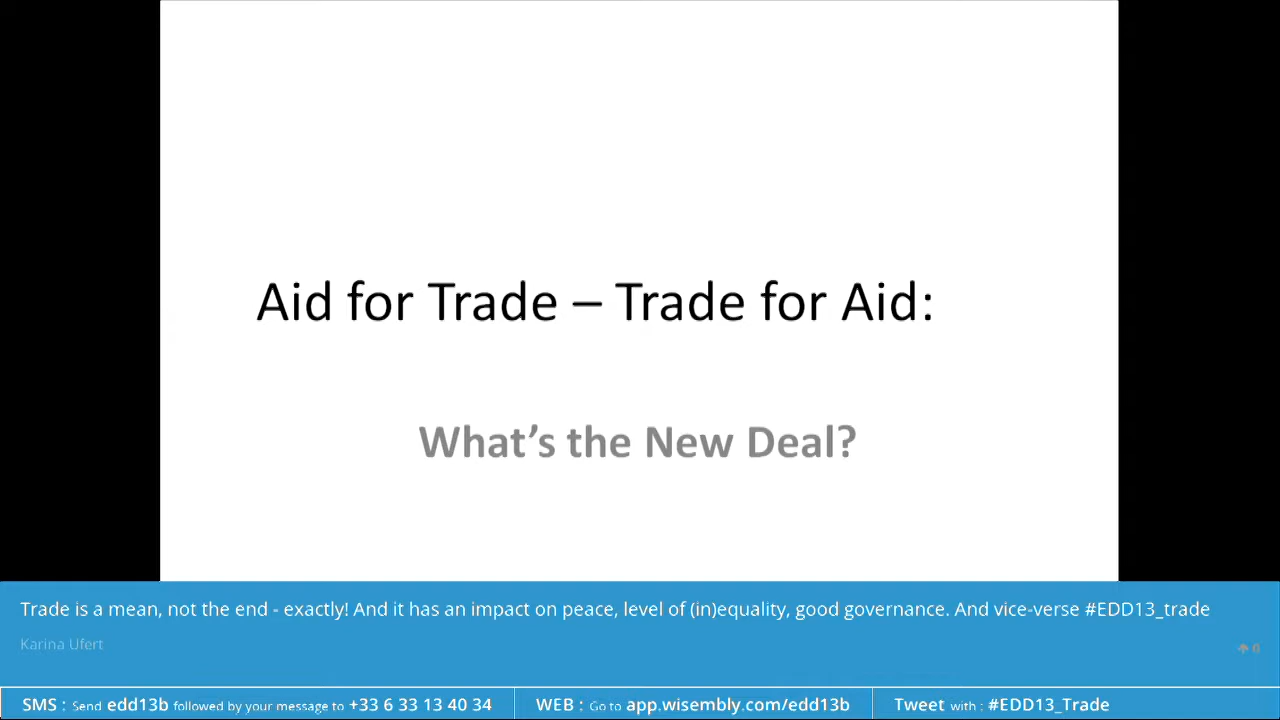 Aid for Trade – Trade for Aid:
What's the New Deal?
Trade is a mean, not the end - exactly! And it has an impact on peace, level of (in)equality, good governance. And vice-verse #EDD13_trade
Karina Ufert
0
SMS : Send edd13b followed by your message to +33 6 33 13 40 34
WEB : Go to app.wisembly.com/edd13b
Tweet with : #EDD13_Trade